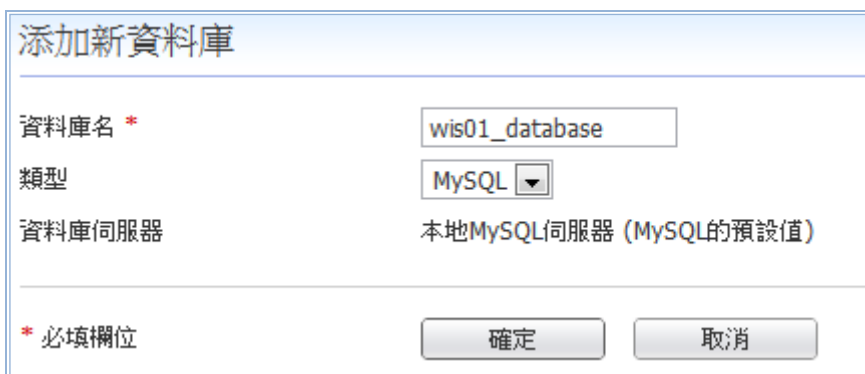 添加新資料庫
資料庫名 * wis01_database
類型 MySQL
資料庫伺服器 本地MySQL伺服器 (MySQL的預設值)
* 必填欄位 確定 取消